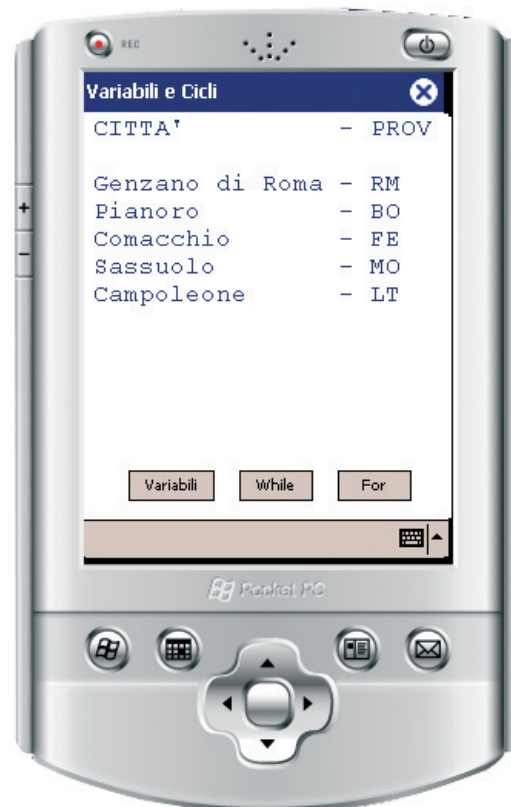 REC
Variabili e Cicli
CITTA' - PROV
Genzano di Roma - RM
Pianoro - BO
Comacchio - FE
Sassuolo - MO
Campoleone - LT
Variabili While For
Pocket PC